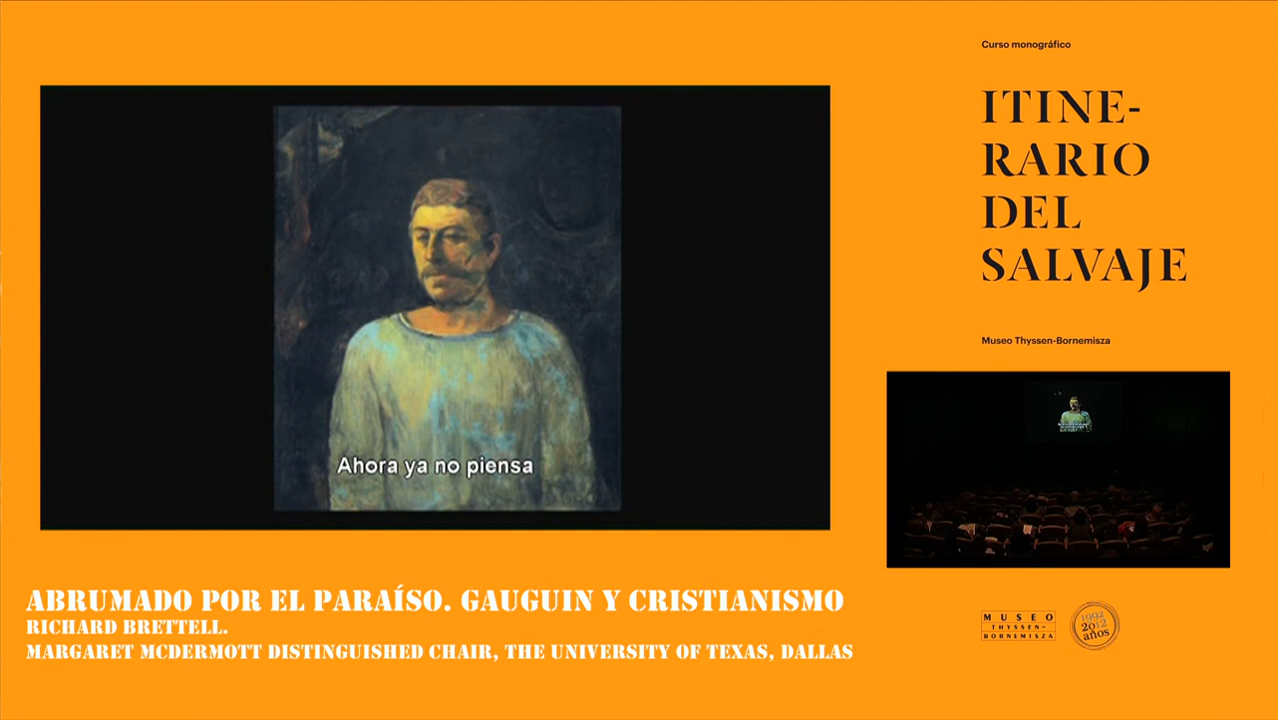 Curso monográfico
ITINE-
RARIO
DEL
SALVAJE
Museo Thyssen-Bornemisza
Ahora ya no piensa
ABRUMADO POR EL PARAÍSO. GAUGUIN Y CRISTIANISMO
RICHARD BRETTELL.
MARGARET MCDERMOTT DISTINGUISHED CHAIR, THE UNIVERSITY OF TEXAS, DALLAS
MUSEO
THYSSEN-
BORNEMISZA
1992
2012
años